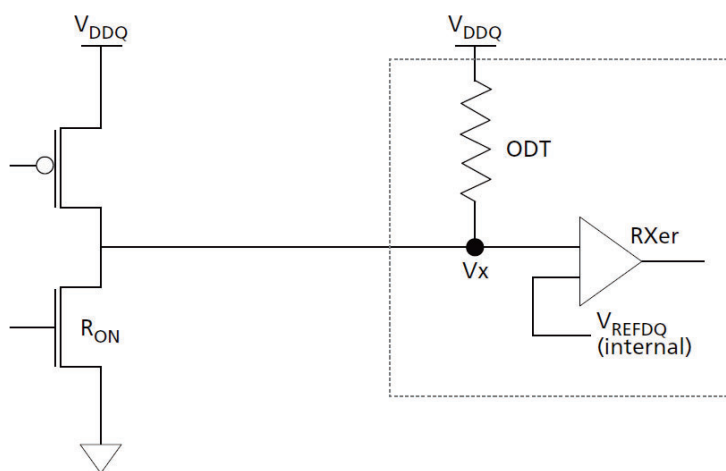 VDDQ
VDDQ
ODT
RXer
Vx
RON
VREFDQ
(internal)